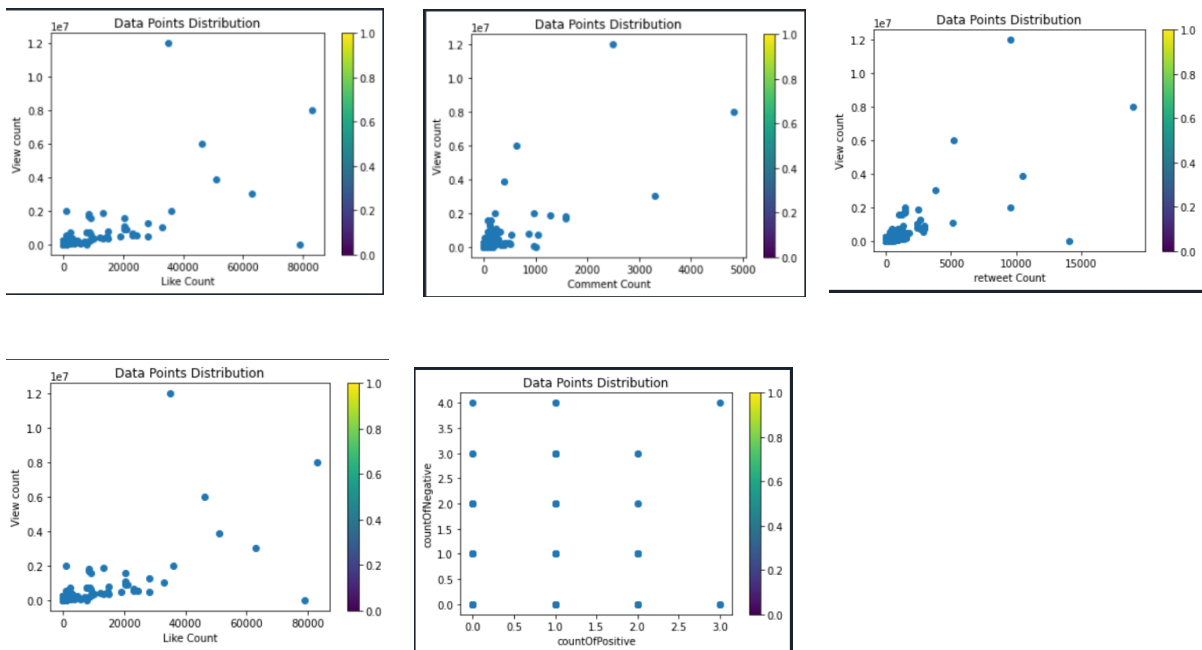 Data Points Distribution
1e7
View count
1.2
1.0
0.8
0.6
0.4
0.2
0.0
0 20000 40000 60000 80000
Like Count
1.0
0.8
0.6
0.4
0.2
0.0
Data Points Distribution
1e7
View count
1.2
1.0
0.8
0.6
0.4
0.2
0.0
0 1000 2000 3000 4000 5000
Comment Count
1.0
0.8
0.6
0.4
0.2
0.0
Data Points Distribution
1e7
View count
1.2
1.0
0.8
0.6
0.4
0.2
0.0
0 5000 10000 15000
retweet Count
1.0
0.8
0.6
0.4
0.2
0.0
Data Points Distribution
1e7
View count
1.2
1.0
0.8
0.6
0.4
0.2
0.0
0 20000 40000 60000 80000
Like Count
1.0
0.8
0.6
0.4
0.2
0.0
Data Points Distribution
countOfNegative
4.0
3.5
3.0
2.5
2.0
1.5
1.0
0.5
0.0
0.0 0.5 1.0 1.5 2.0 2.5 3.0
countOfPositive
1.0
0.8
0.6
0.4
0.2
0.0